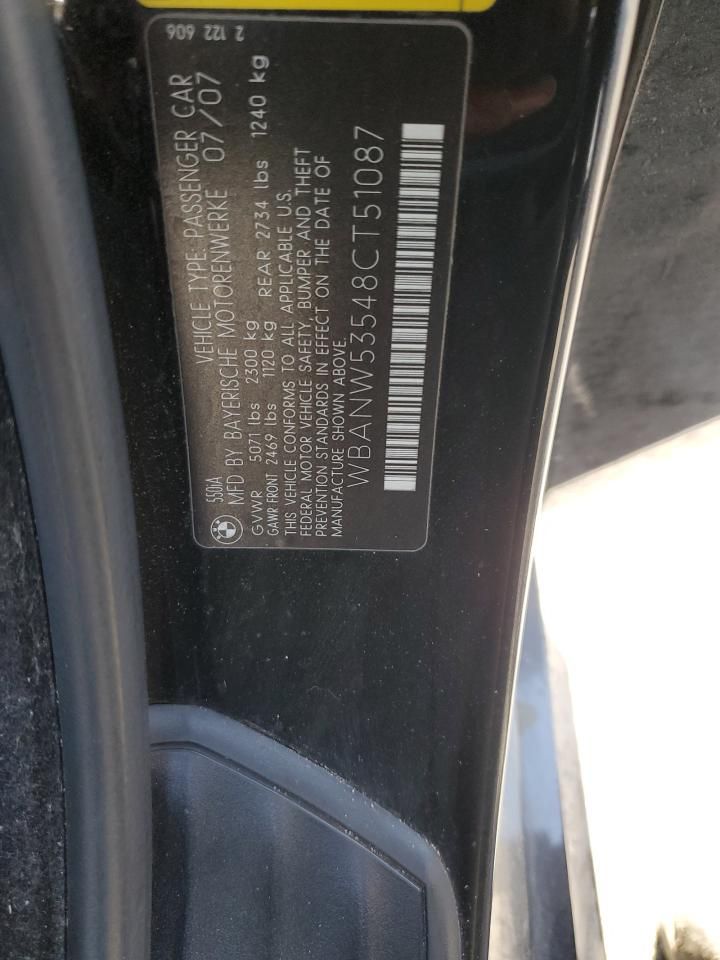 2 122 606
550iA VEHICLE TYPE: PASSENGER CAR
MFD BY BAYERISCHE MOTORENWERKE 07/07
GVWR 5071 lbs 2300 kg
GAWR FRONT 2469 lbs 1120 kg REAR 2734 lbs 1240 kg
THIS VEHICLE CONFORMS TO ALL APPLICABLE U.S.
FEDERAL MOTOR VEHICLE SAFETY, BUMPER AND THEFT
PREVENTION STANDARDS IN EFFECT ON THE DATE OF
MANUFACTURE SHOWN ABOVE.
WBANW53548CT51087